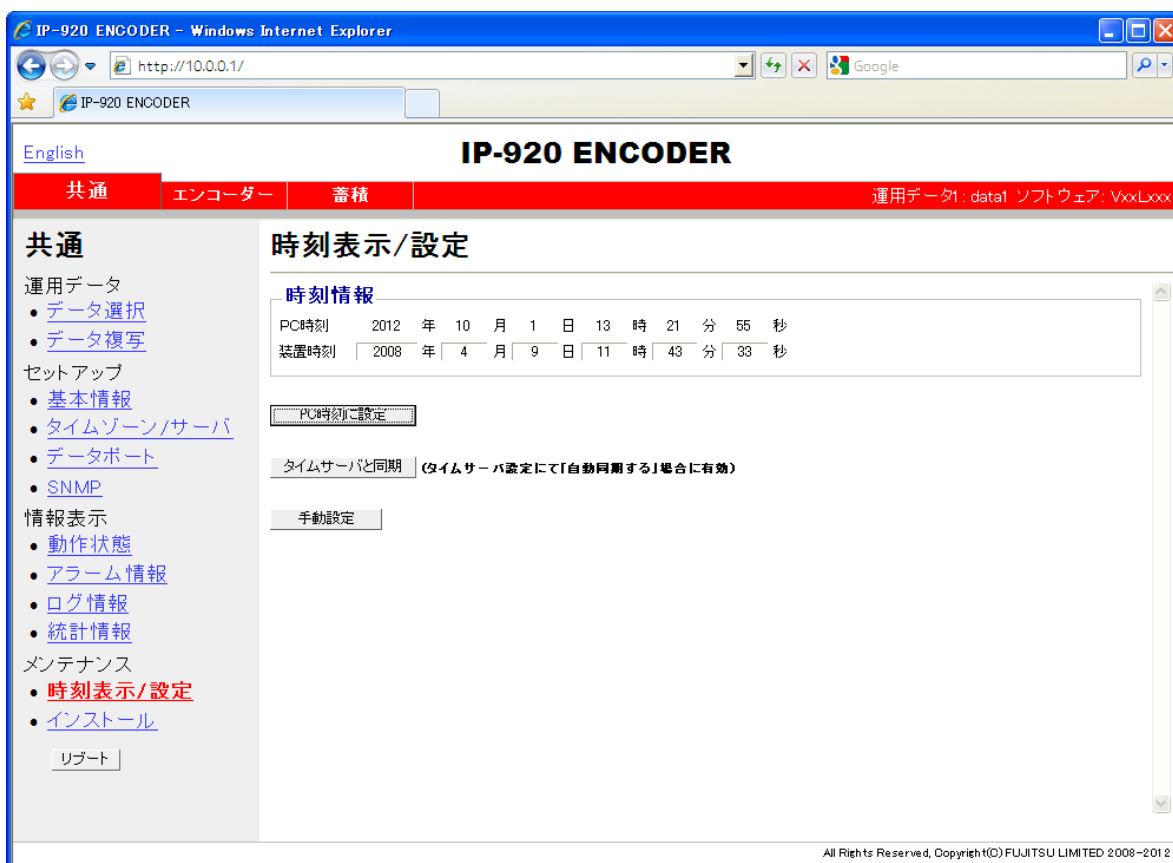 IP-920 ENCODER - Windows Internet Explorer
http://10.0.0.1/
Google
IP-920 ENCODER
English
IP-920 ENCODER
共通 エンコーダー 蓄積 運用データ1: data1 ソフトウェア: VxxLxxx
共通
運用データ
データ選択
データ複写
セットアップ
基本情報
タイムゾーン/サーバ
データポート
SNMP
情報表示
動作状態
アラーム情報
ログ情報
統計情報
メンテナンス
時刻表示/設定
インストール
リブート
時刻表示/設定
時刻情報
PC時刻 2012 年 10 月 1 日 13 時 21 分 55 秒
装置時刻 2008 年 4 月 9 日 11 時 43 分 33 秒
PC時刻に設定
タイムサーバと同期 (タイムサーバ設定にて「自動同期する」場合に有効)
手動設定
All Rights Reserved, Copyright(C) FUJITSU LIMITED 2008-2012